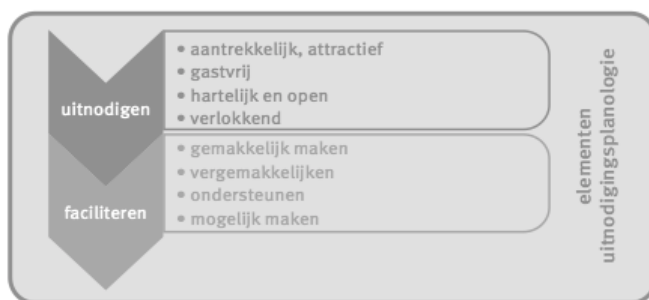 uitnodigen
• aantrekkelijk, attractief
• gastvrij
• hartelijk en open
• verlokkend
faciliteren
• gemakkelijk maken
• vergemakkelijken
• ondersteunen
• mogelijk maken
elementen
uitnodigingsplanologie